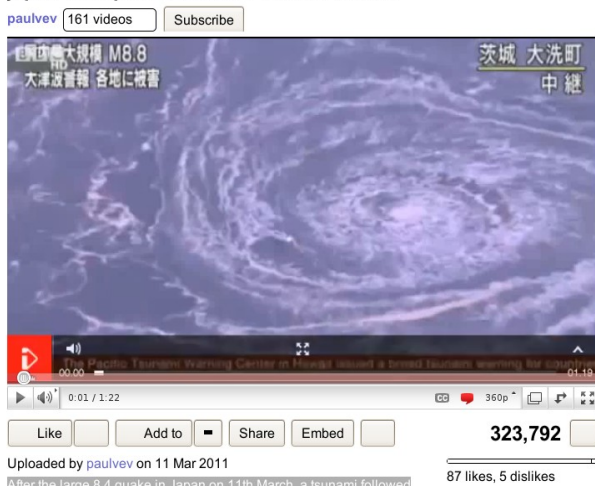 paulvev 161 videos Subscribe
大規模 M8.8 茨城 大洗町
大津波警報 各地に被害 中継
HD
The Pacific Tsunami Warning Center in Hawaii issued a broad tsunami warning for countries
00.00 01.19
0:01 / 1:22 CC 360p
Like Add to - Share Embed 323,792
Uploaded by paulvev on 11 Mar 2011
87 likes, 5 dislikes
After the large 8.4 quake in Japan on 11th March, a tsunami followed